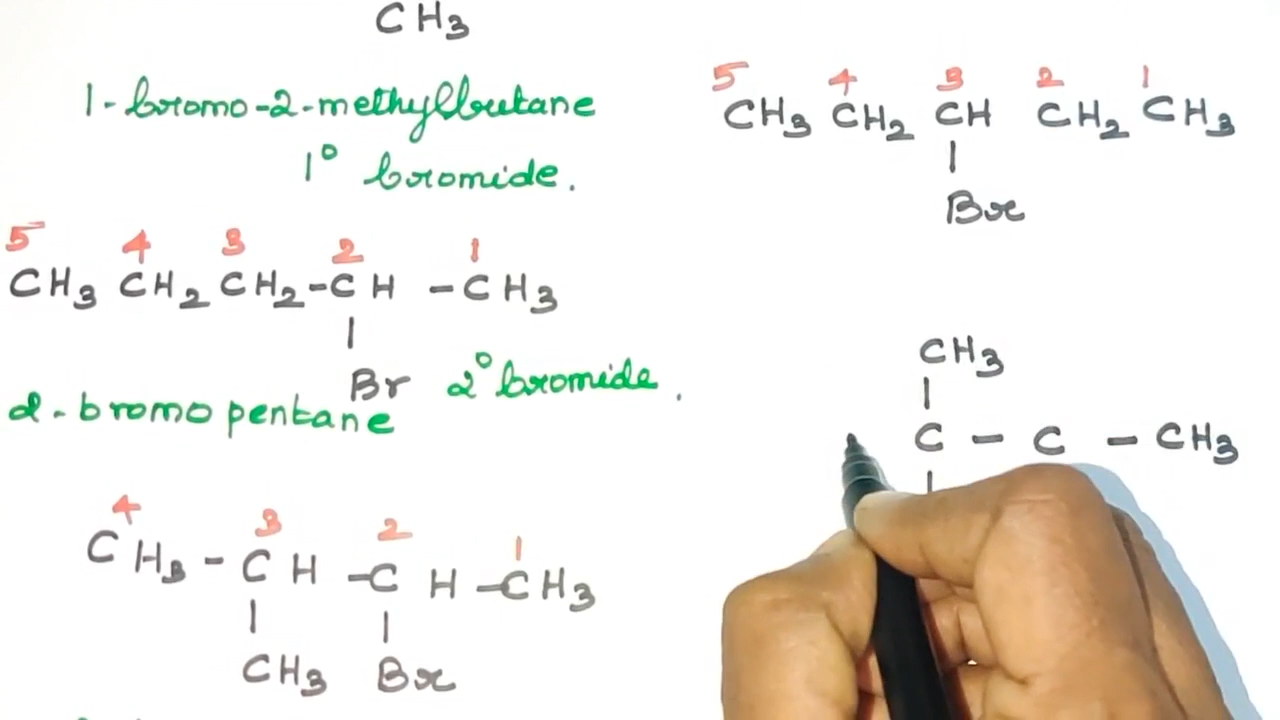 CH3
1-bromo-2-methylbutane
1° bromide.
5 4 3 2 1
CH3 CH2 CH2-CH -CH3
|
Br 2° bromide.
2-bromo pentane
4 3 2 1
CH3-CH -CH-CH3
| |
CH3 Br
5 4 3 2 1
CH3 CH2 CH CH2 CH3
|
Br
CH3
|
C - C - CH3
|